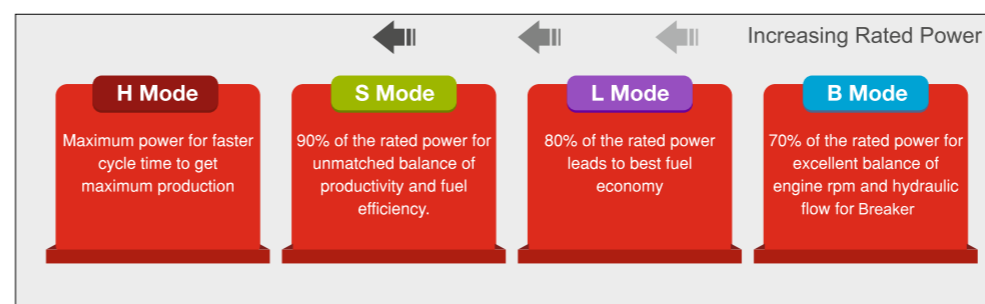 Increasing Rated Power
H Mode
Maximum power for faster
cycle time to get
maximum production
S Mode
90% of the rated power for
unmatched balance of
productivity and fuel
efficiency.
L Mode
80% of the rated power
leads to best fuel
economy
B Mode
70% of the rated power for
excellent balance of
engine rpm and hydraulic
flow for Breaker